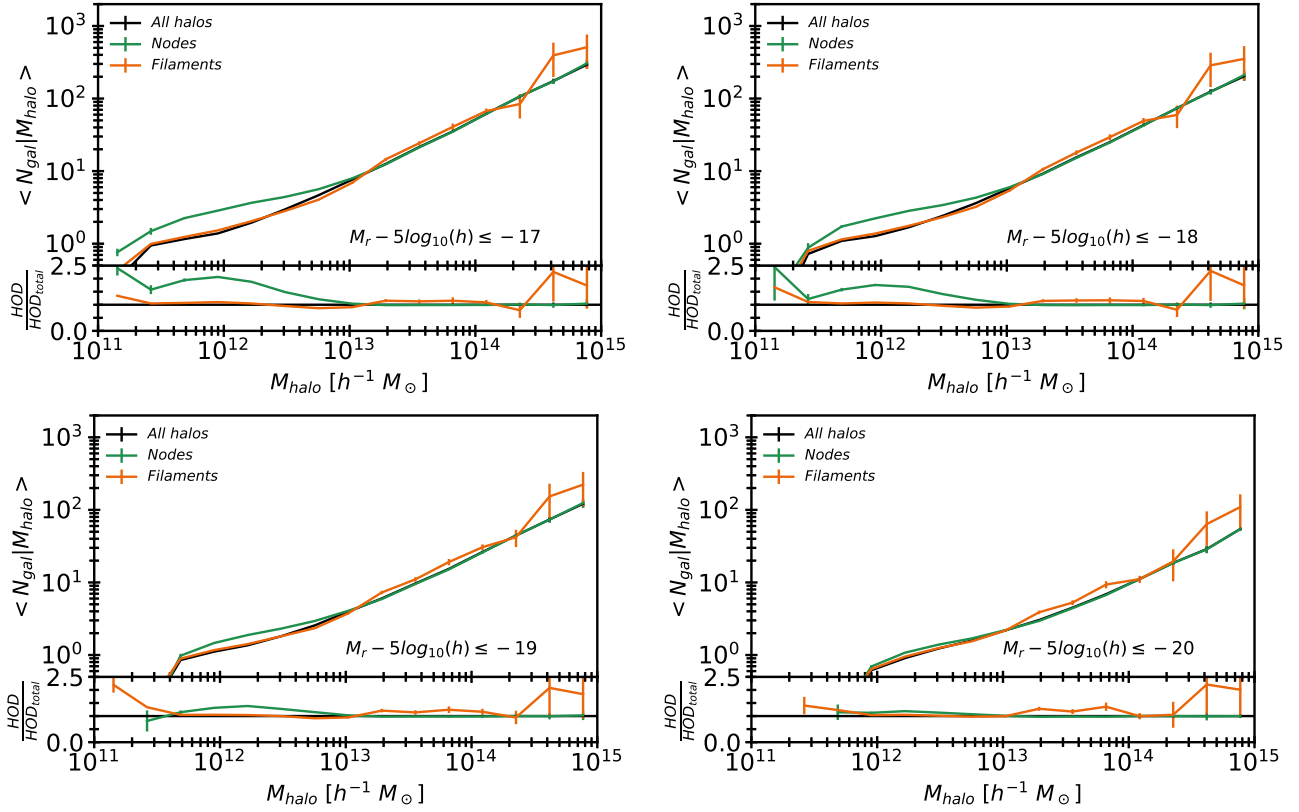 10³
10²
10¹
10⁰
< N_gal|M_halo >
All halos
Nodes
Filaments
M_r − 5log₁₀(h) ≤ −17
2.5
0.0
HOD
HOD_total
10¹¹ 10¹² 10¹³ 10¹⁴ 10¹⁵
M_halo [h⁻¹ M_⊙]
10³
10²
10¹
10⁰
< N_gal|M_halo >
All halos
Nodes
Filaments
M_r − 5log₁₀(h) ≤ −18
2.5
0.0
HOD
HOD_total
10¹¹ 10¹² 10¹³ 10¹⁴ 10¹⁵
M_halo [h⁻¹ M_⊙]
10³
10²
10¹
10⁰
< N_gal|M_halo >
All halos
Nodes
Filaments
M_r − 5log₁₀(h) ≤ −19
2.5
0.0
HOD
HOD_total
10¹¹ 10¹² 10¹³ 10¹⁴ 10¹⁵
M_halo [h⁻¹ M_⊙]
10³
10²
10¹
10⁰
< N_gal|M_halo >
All halos
Nodes
Filaments
M_r − 5log₁₀(h) ≤ −20
2.5
0.0
HOD
HOD_total
10¹¹ 10¹² 10¹³ 10¹⁴ 10¹⁵
M_halo [h⁻¹ M_⊙]